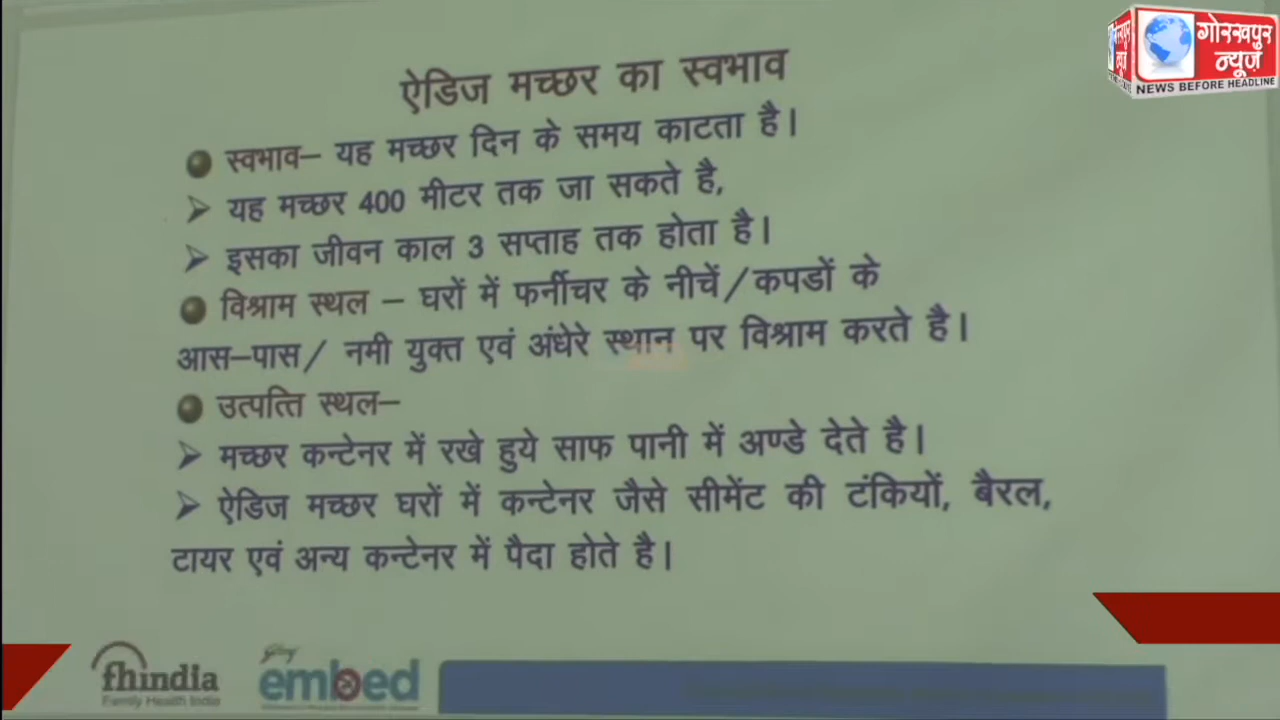 गोरखपुर
न्यूज़
NEWS BEFORE HEADLINE
ऐडिज मच्छर का स्वभाव
स्वभाव– यह मच्छर दिन के समय काटता है।
यह मच्छर 400 मीटर तक जा सकते है,
इसका जीवन काल 3 सप्ताह तक होता है।
विश्राम स्थल – घरों में फर्नीचर के नीचें/कपडों के
आस–पास/ नमी युक्त एवं अंधेरे स्थान पर विश्राम करते है।
उत्पत्ति स्थल–
मच्छर कन्टेनर में रखे हुये साफ पानी में अण्डे देते है।
ऐडिज मच्छर घरों में कन्टेनर जैसे सीमेंट की टंकियों, बैरल,
टायर एवं अन्य कन्टेनर में पैदा होते है।
fhindia
Family Health India
Godrej
embed